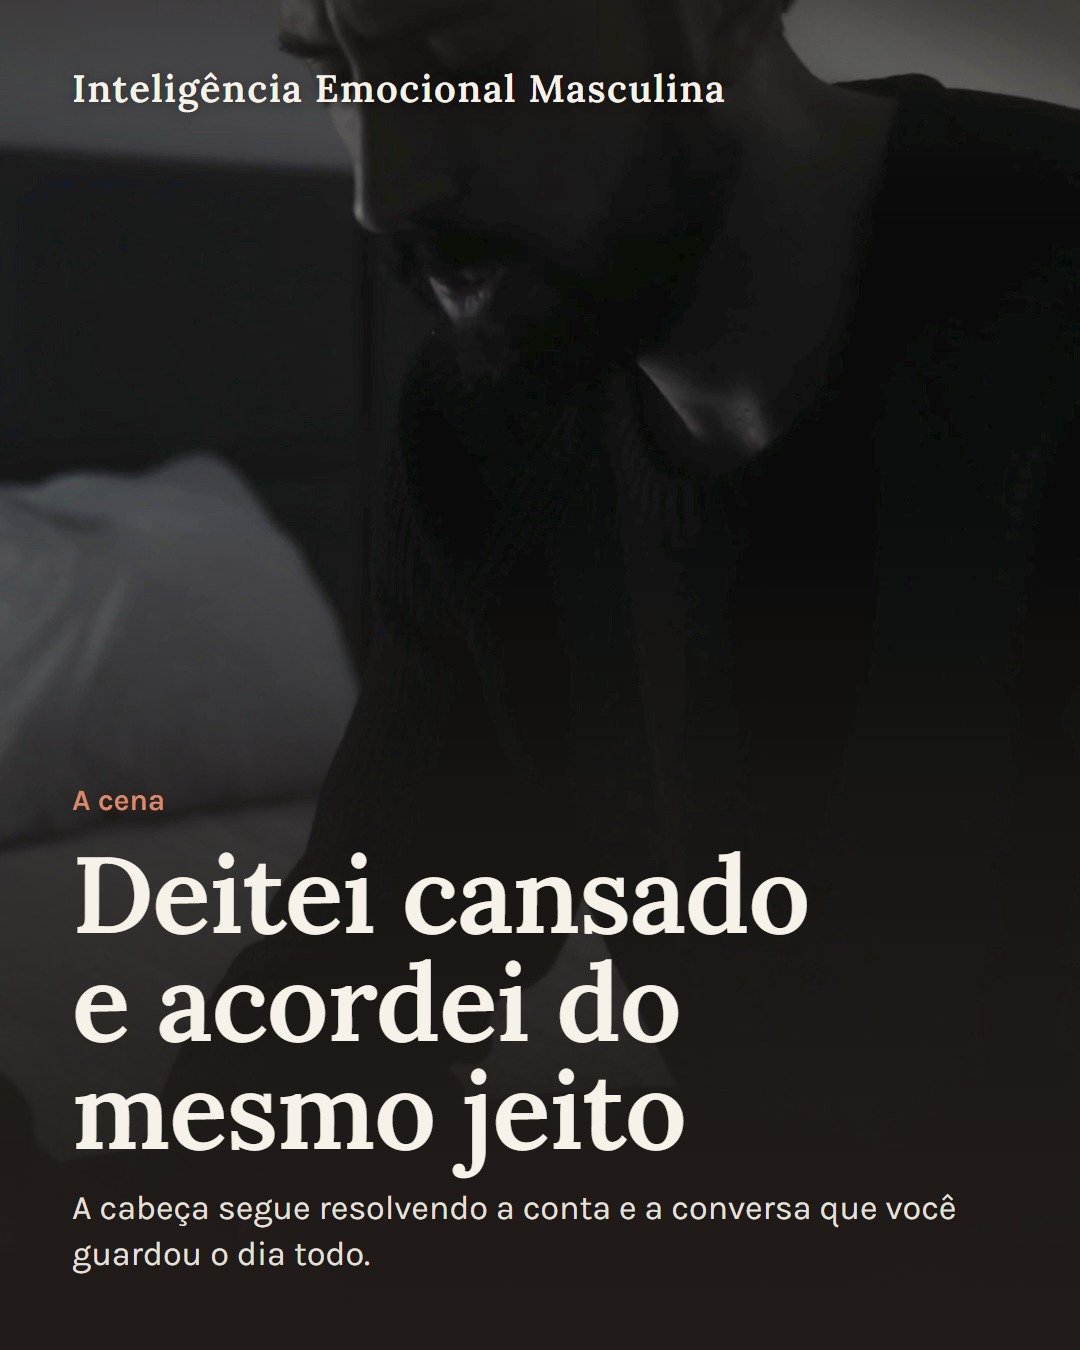 Inteligência Emocional Masculina
A cena
Deitei cansado
e acordei do
mesmo jeito
A cabeça segue resolvendo a conta e a conversa que você
guardou o dia todo.